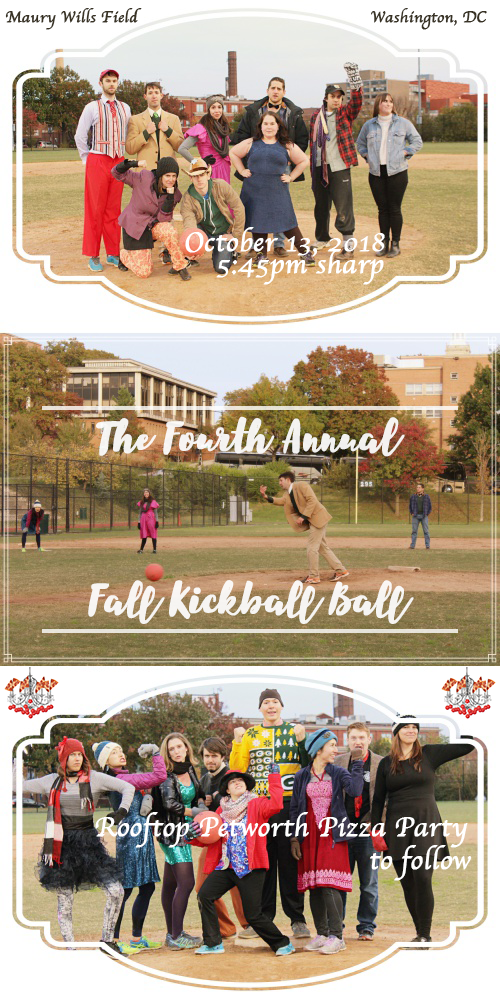 Maury Wills Field
Washington, DC
October 13, 2018
5:45pm sharp
The Fourth Annual
Fall Kickball Ball
Rooftop Petworth Pizza Party
to follow